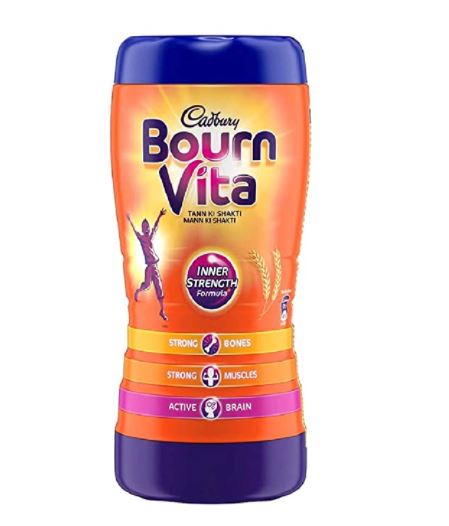 Cadbury
Bourn
Vita
TANN KI SHAKTI
MANN KI SHAKTI
INNER
STRENGTH
Formula
STRONG BONES
STRONG MUSCLES
ACTIVE BRAIN